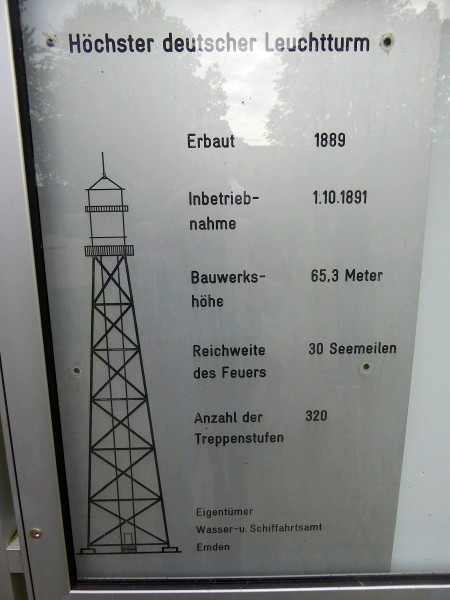 Höchster deutscher Leuchtturm
Erbaut 1889
Inbetrieb- 1.10.1891
nahme
Bauwerks- 65,3 Meter
höhe
Reichweite 30 Seemeilen
des Feuers
Anzahl der 320
Treppenstufen
Eigentümer
Wasser-u. Schiffahrtsamt
Emden